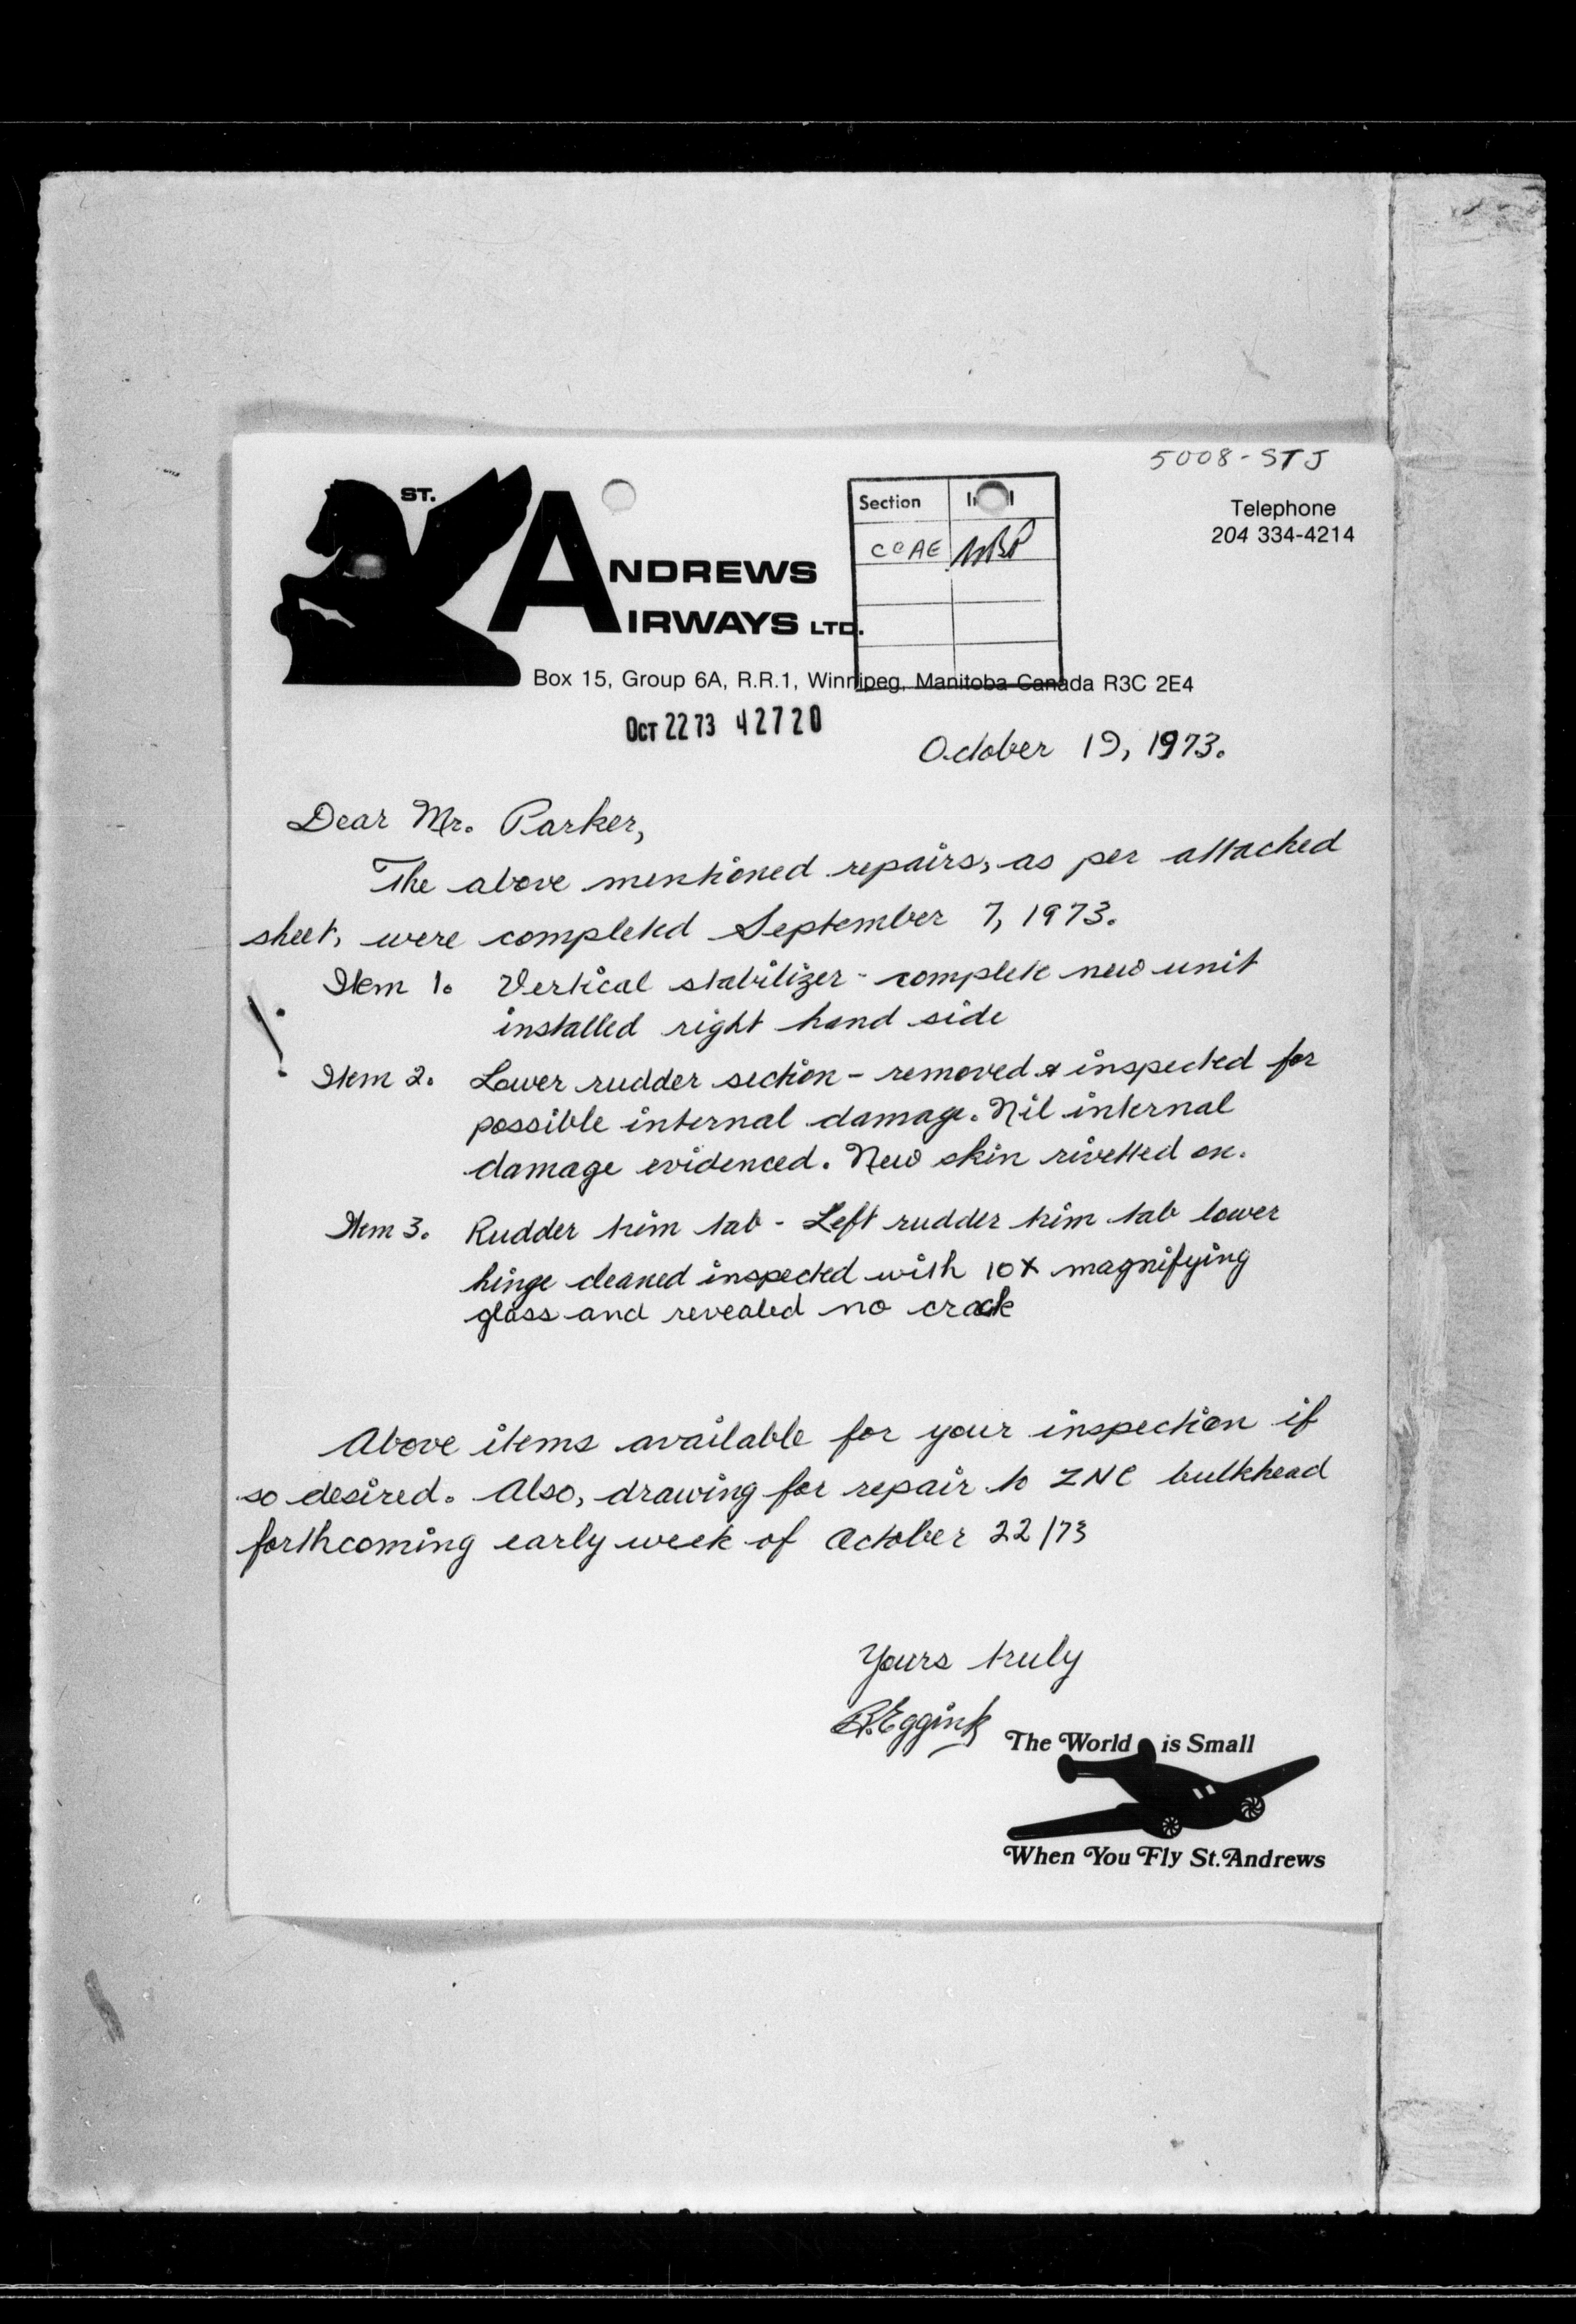 5008-STJ
Telephone
204 334-4214
ST.
ANDREWS
AIRWAYS LTD.
Section
CCAE
Box 15, Group 6A, R.R.1, Winnipeg, Manitoba Canada R3C 2E4
OCT 22 73 42720
October 19, 1973.
Dear Mr. Parker,
The above mentioned repairs, as per attached
sheet, were completed September 7, 1973.
Item 1. Vertical stabilizer - complete new unit
installed right hand side
Item 2. Lower rudder section - removed & inspected for
possible internal damage. Nil internal
damage evidenced. New skin rivetted on.
Item 3. Rudder trim tab - Left rudder trim tab lower
hinge cleaned inspected with 10X magnifying
glass and revealed no crack
Above items available for your inspection if
so desired. Also, drawing for repair to ZNC bulkhead
forthcoming early week of October 22/73
Yours truly
R. Eggink
The World is Small
When You Fly St. Andrews